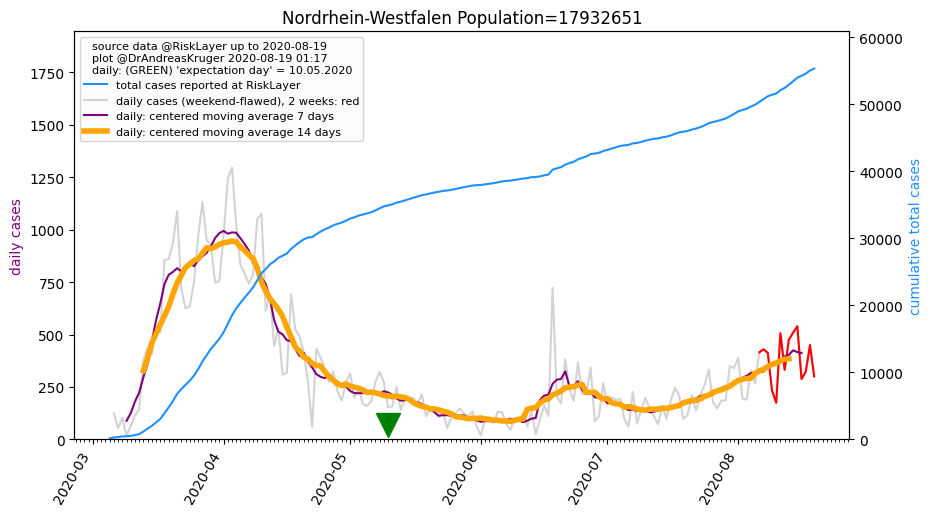 Nordrhein-Westfalen Population=17932651
source data @RiskLayer up to 2020-08-19
plot @DrAndreasKruger 2020-08-19 01:17
daily: (GREEN) 'expectation day' = 10.05.2020
total cases reported at RiskLayer
daily cases (weekend-flawed), 2 weeks: red
daily: centered moving average 7 days
daily: centered moving average 14 days
daily cases
1750
1500
1250
1000
750
500
250
0
60000
50000
40000
30000
20000
10000
0
cumulative total cases
2020-03
2020-04
2020-05
2020-06
2020-07
2020-08